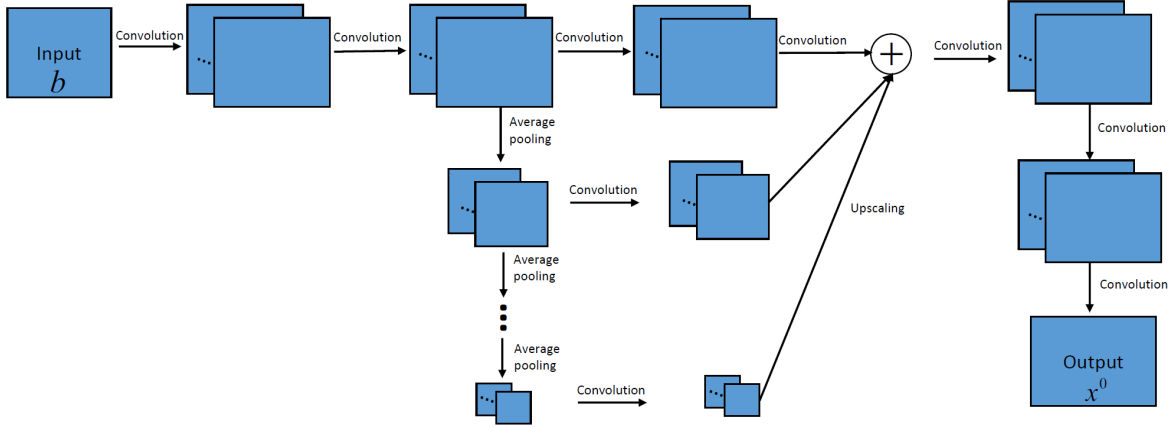 Input
b
Convolution
Convolution
Convolution
Convolution
Convolution
Average
pooling
Convolution
Convolution
Upscaling
Average
pooling
Convolution
Average
pooling
Convolution
Output
x⁰